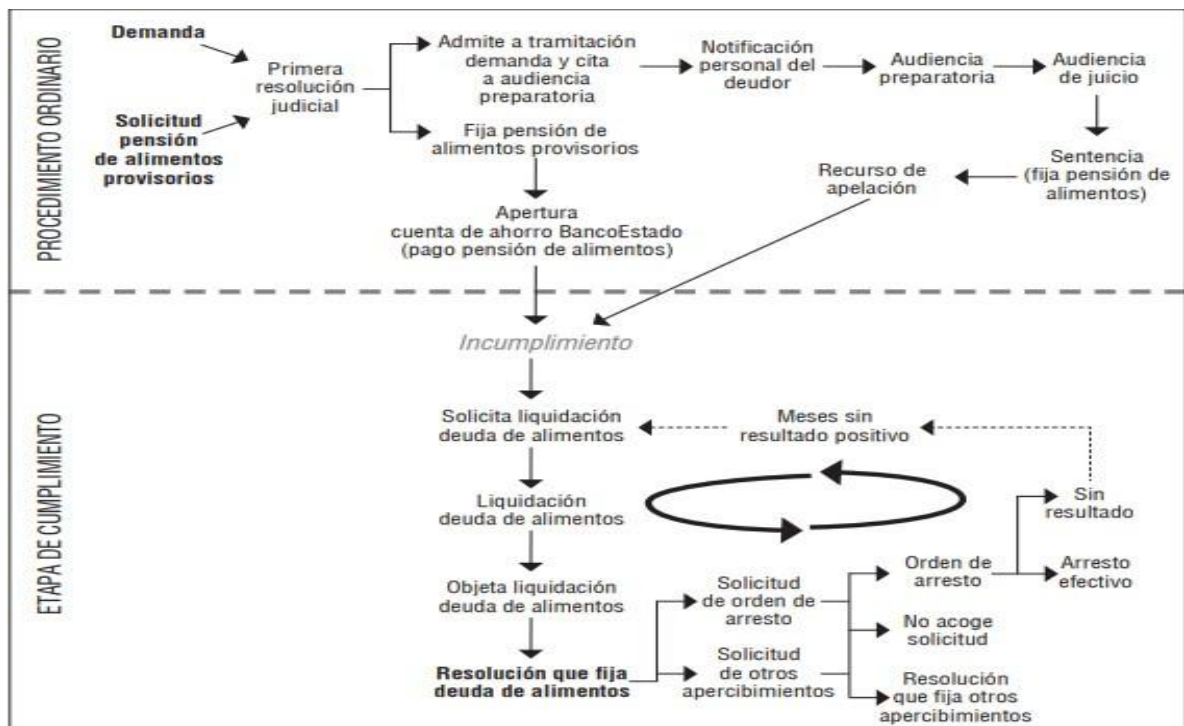 PROCEDIMIENTO ORDINARIO
Demanda
Solicitud
pensión
de alimentos
provisorios
Primera
resolución
judicial
Admite a tramitación
demanda y cita
a audiencia
preparatoria
Notificación
personal del
deudor
Audiencia
preparatoria
Audiencia
de juicio
Fija pensión de
alimentos provisorios
Sentencia
(fija pensión de
alimentos)
Recurso de
apelación
Apertura
cuenta de ahorro BancoEstado
(pago pensión de alimentos)
ETAPA DE CUMPLIMIENTO
Incumplimiento
Solicita liquidación
deuda de alimentos
Meses sin
resultado positivo
Liquidación
deuda de alimentos
Sin
resultado
Objeta liquidación
deuda de alimentos
Solicitud
de orden de
arresto
Orden de
arresto
Arresto
efectivo
No acoge
solicitud
Resolución que fija
deuda de alimentos
Solicitud
de otros
apercibimientos
Resolución
que fija otros
apercibimientos